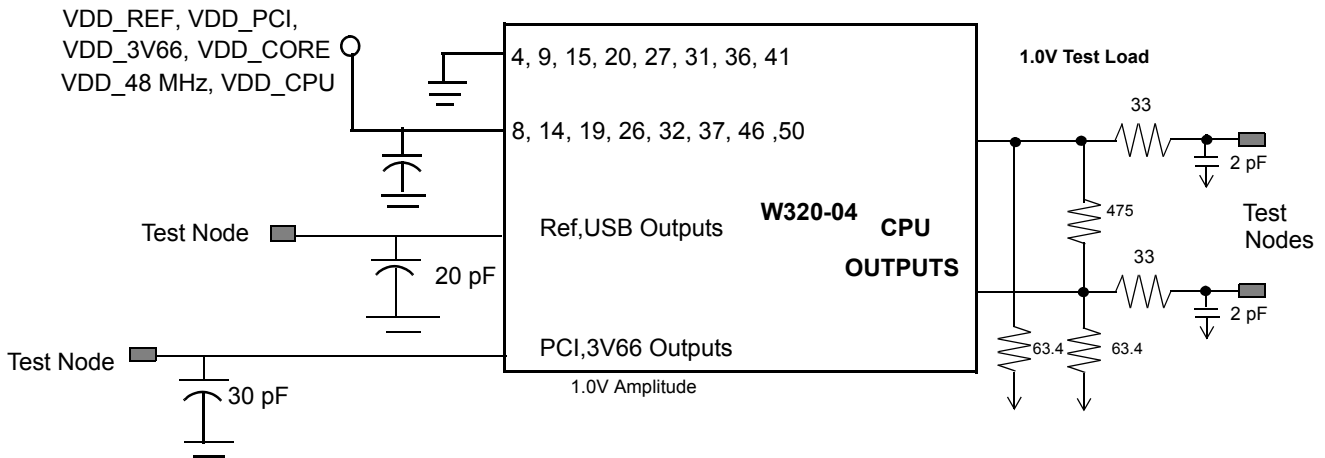 VDD_REF, VDD_PCI,
VDD_3V66, VDD_CORE
VDD_48 MHz, VDD_CPU
4, 9, 15, 20, 27, 31, 36, 41
8, 14, 19, 26, 32, 37, 46 ,50
1.0V Test Load
33
2 pF
475
Test
Nodes
33
2 pF
63.4
63.4
W320-04
CPU
OUTPUTS
Test Node
Ref,USB Outputs
20 pF
Test Node
PCI,3V66 Outputs
30 pF
1.0V Amplitude